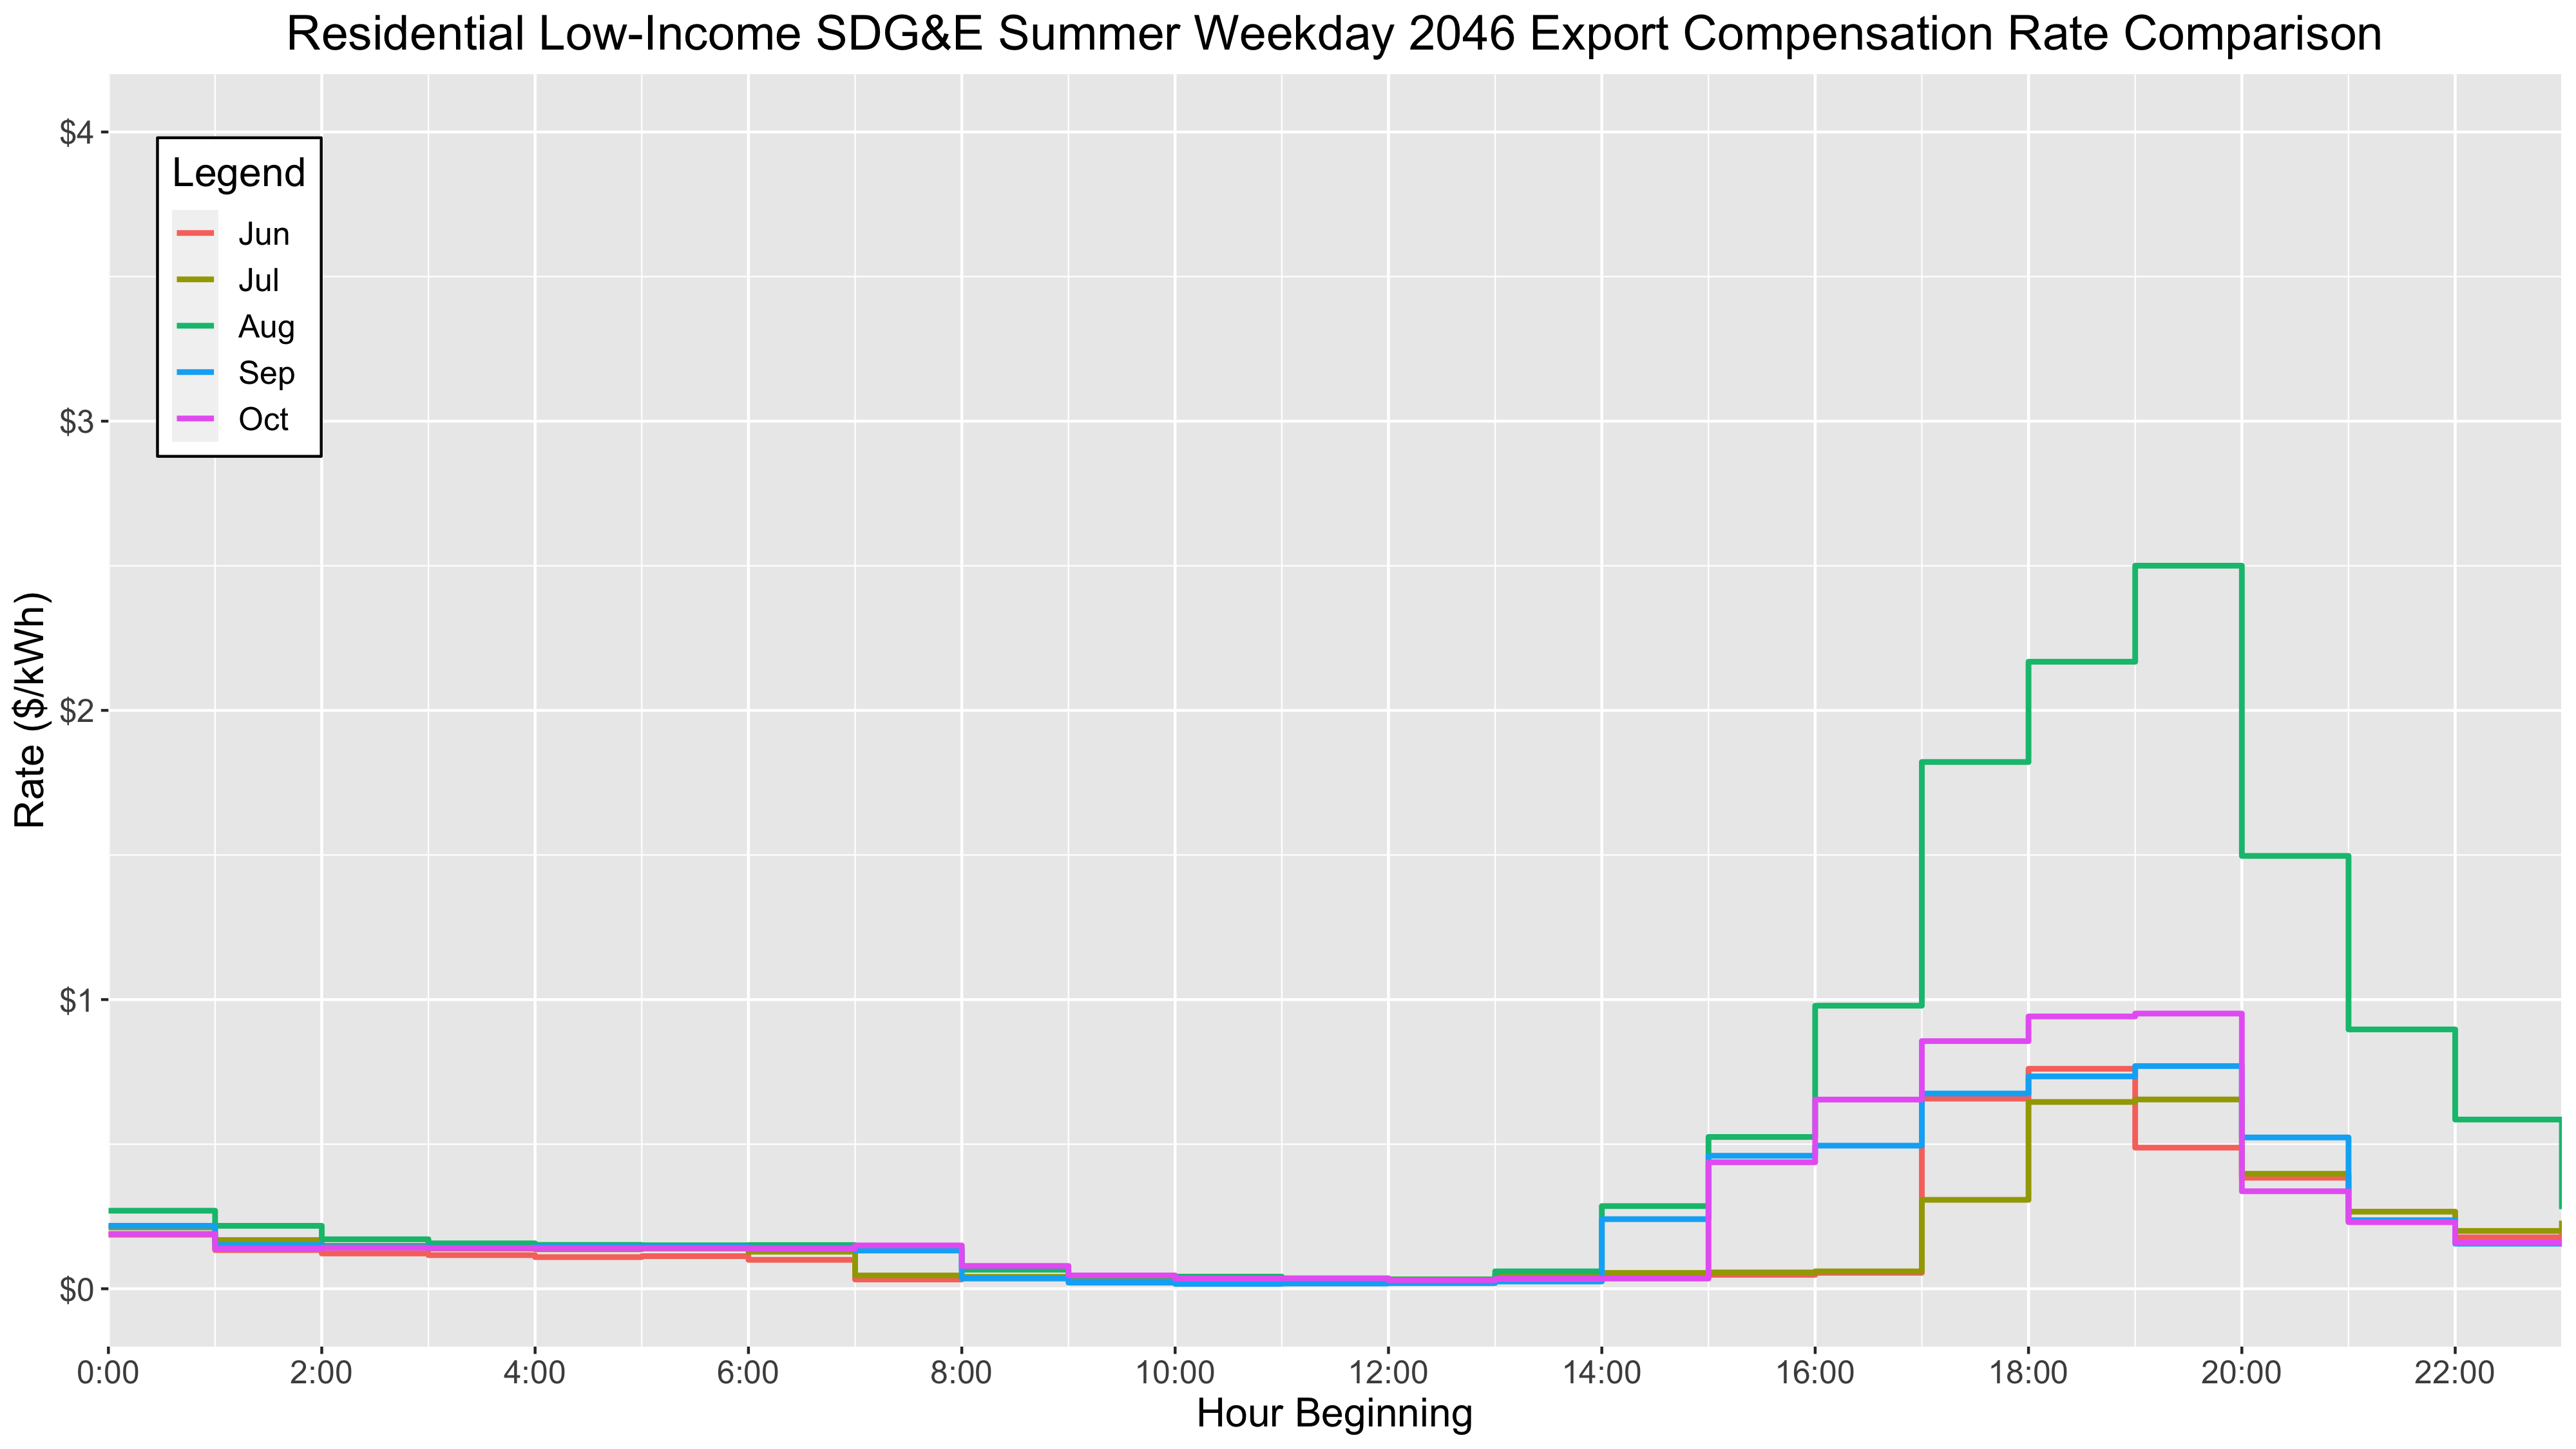 Residential Low-Income SDG&E Summer Weekday 2046 Export Compensation Rate Comparison
$4
Legend
Jun
Jul
Aug
Sep
Oct
$3
Rate ($/kWh)
$2
$1
$0
0:00 2:00 4:00 6:00 8:00 10:00 12:00 14:00 16:00 18:00 20:00 22:00
Hour Beginning